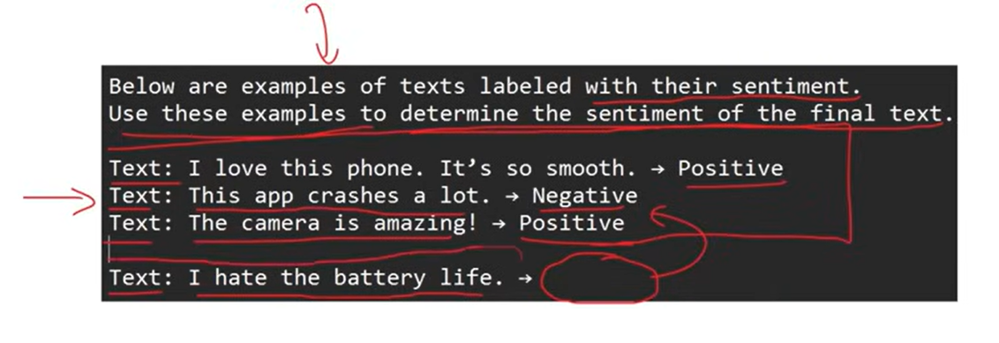 Below are examples of texts labeled with their sentiment.
Use these examples to determine the sentiment of the final text.
Text: I love this phone. It’s so smooth. → Positive
Text: This app crashes a lot. → Negative
Text: The camera is amazing! → Positive
Text: I hate the battery life. →